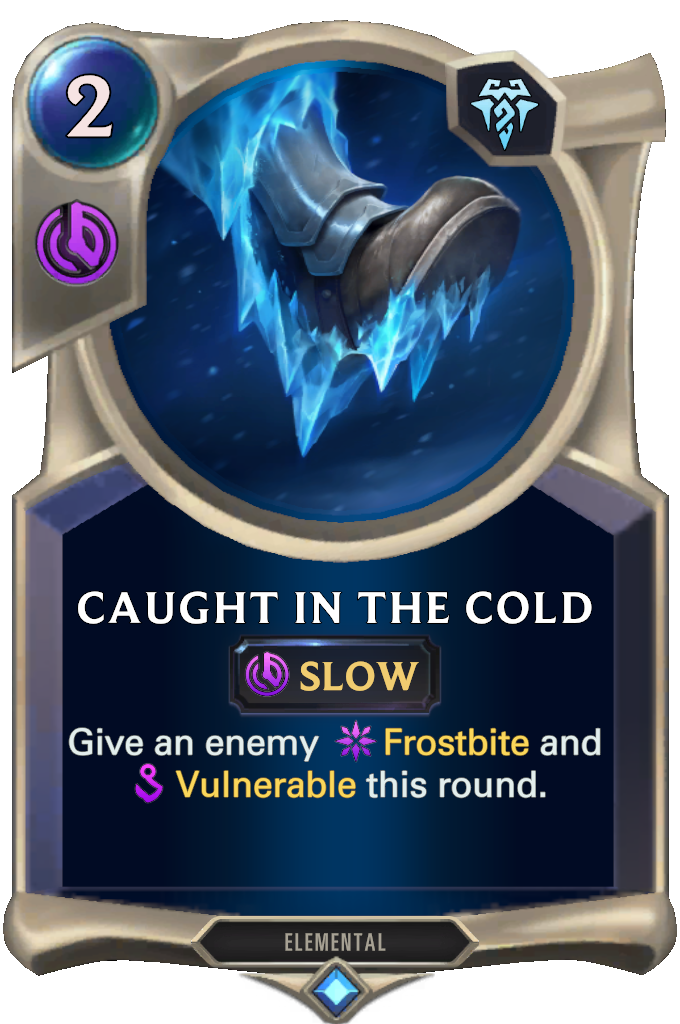 2
CAUGHT IN THE COLD
SLOW
Give an enemy Frostbite and
Vulnerable this round.
ELEMENTAL